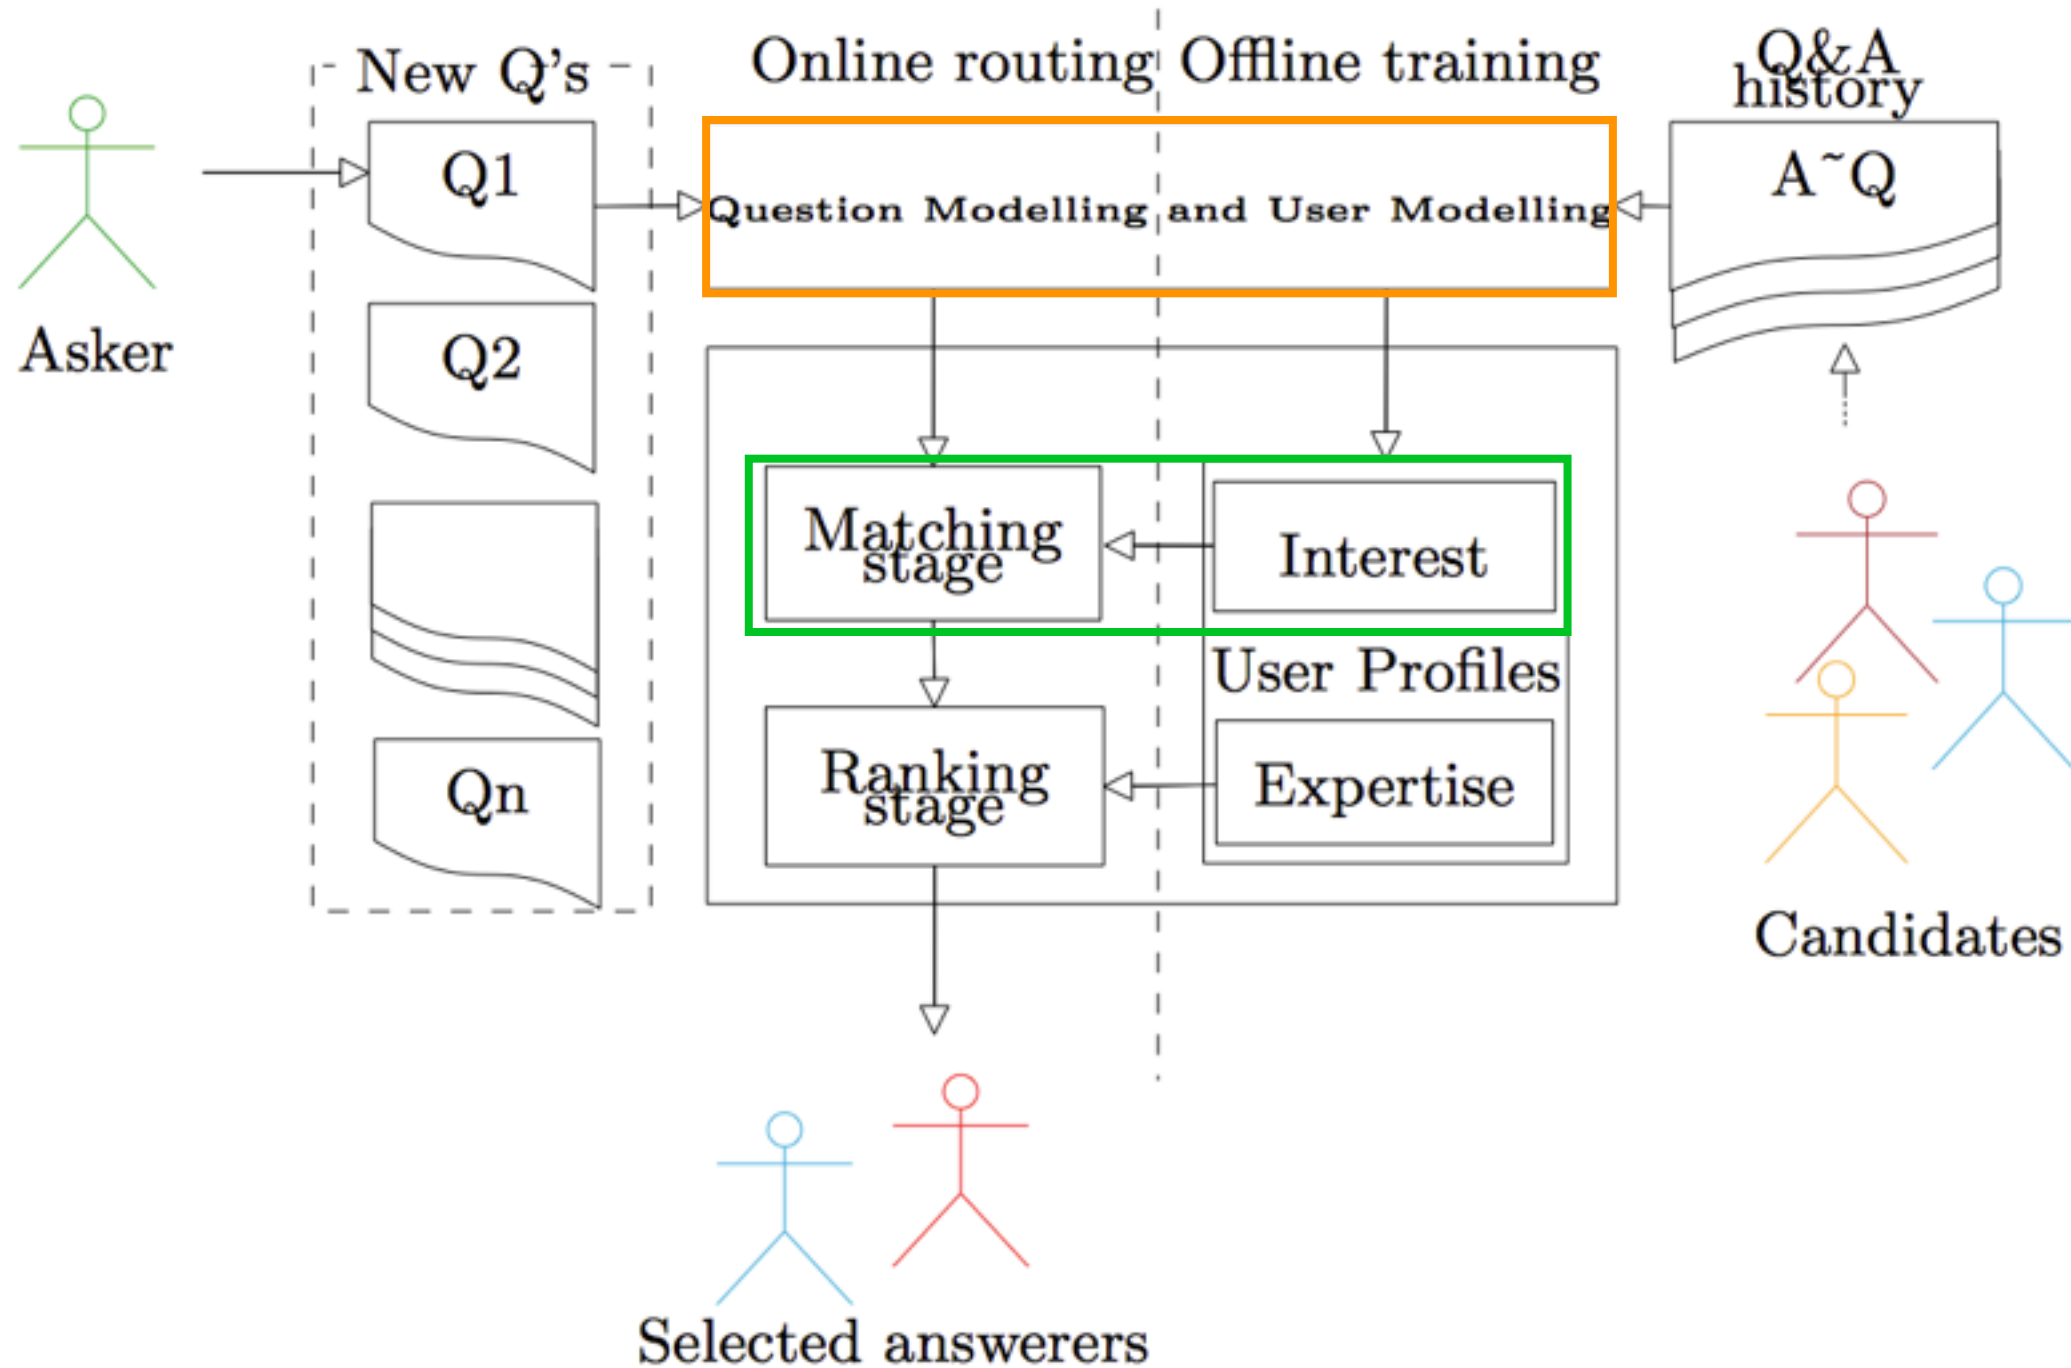 New Q's
Online routing
Offline training
Q&A
history
Q1
Question Modelling and User Modelling
A~Q
Asker
Q2
Matching
stage
Interest
User Profiles
Qn
Ranking
stage
Expertise
Candidates
Selected answerers